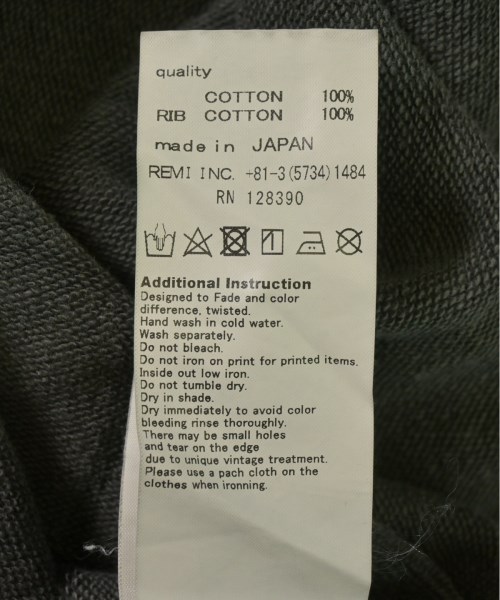 quality
COTTON 100%
RIB COTTON 100%
made in JAPAN
REMI INC. +81-3(5734)1484
RN 128390
Additional Instruction
Designed to Fade and color
difference, twisted.
Hand wash in cold water.
Wash separately.
Do not bleach.
Do not iron on print for printed items.
Inside out low iron.
Do not tumble dry.
Dry in shade.
Dry immediately to avoid color
bleeding rinse thoroughly.
There may be small holes
and tear on the edge
due to unique vintage treatment.
Please use a pach cloth on the
clothes when ironning.